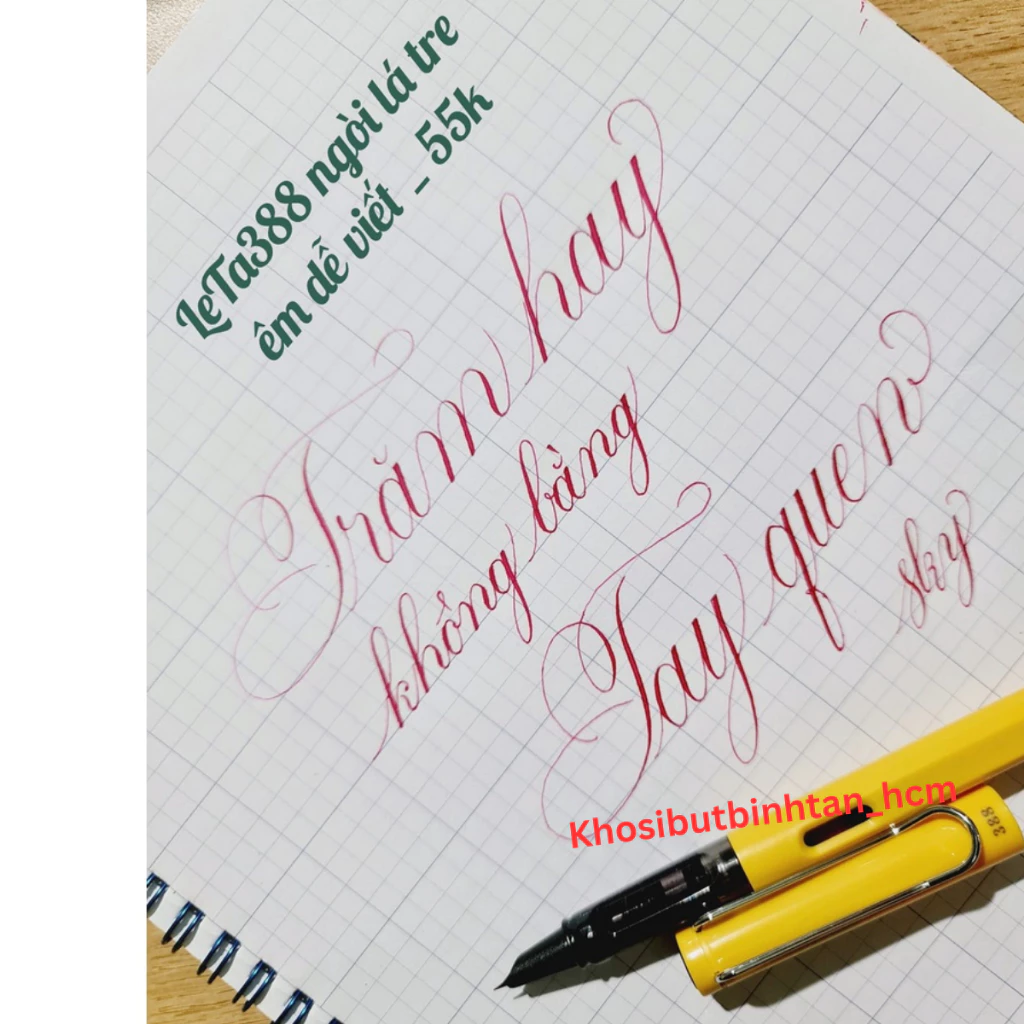 LeTa388 ngòi lá tre
êm dễ viết _ 55k
Trăm hay
không bằng
Tay quen
sky
Khosibutbinhtan_hcm
388